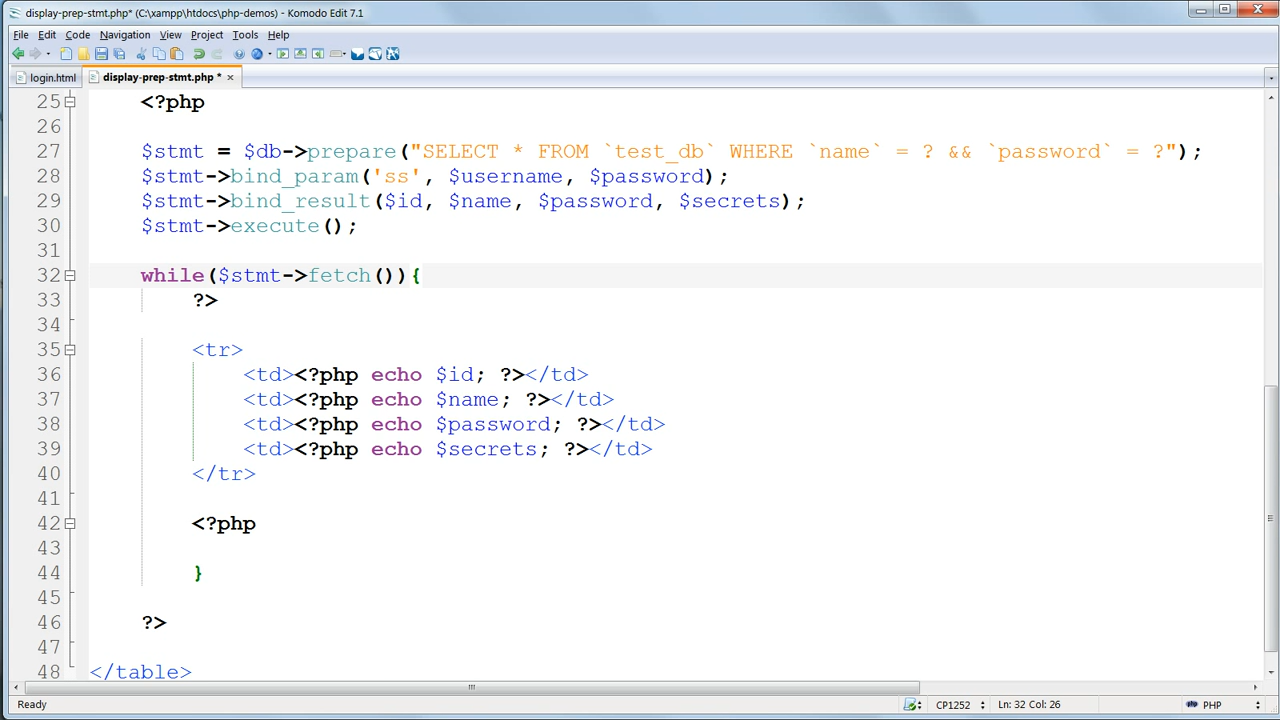 display-prep-stmt.php* (C:\xampp\htdocs\php-demos) - Komodo Edit 7.1
File Edit Code Navigation View Project Tools Help
login.html display-prep-stmt.php *
25 <?php
26
27 $stmt = $db->prepare("SELECT * FROM `test_db` WHERE `name` = ? && `password` = ?");
28 $stmt->bind_param('ss', $username, $password);
29 $stmt->bind_result($id, $name, $password, $secrets);
30 $stmt->execute();
31
32 while($stmt->fetch()){
33 ?>
34
35 <tr>
36 <td><?php echo $id; ?></td>
37 <td><?php echo $name; ?></td>
38 <td><?php echo $password; ?></td>
39 <td><?php echo $secrets; ?></td>
40 </tr>
41
42 <?php
43
44 }
45
46 ?>
47
48 </table>
Ready CP1252 Ln: 32 Col: 26 PHP